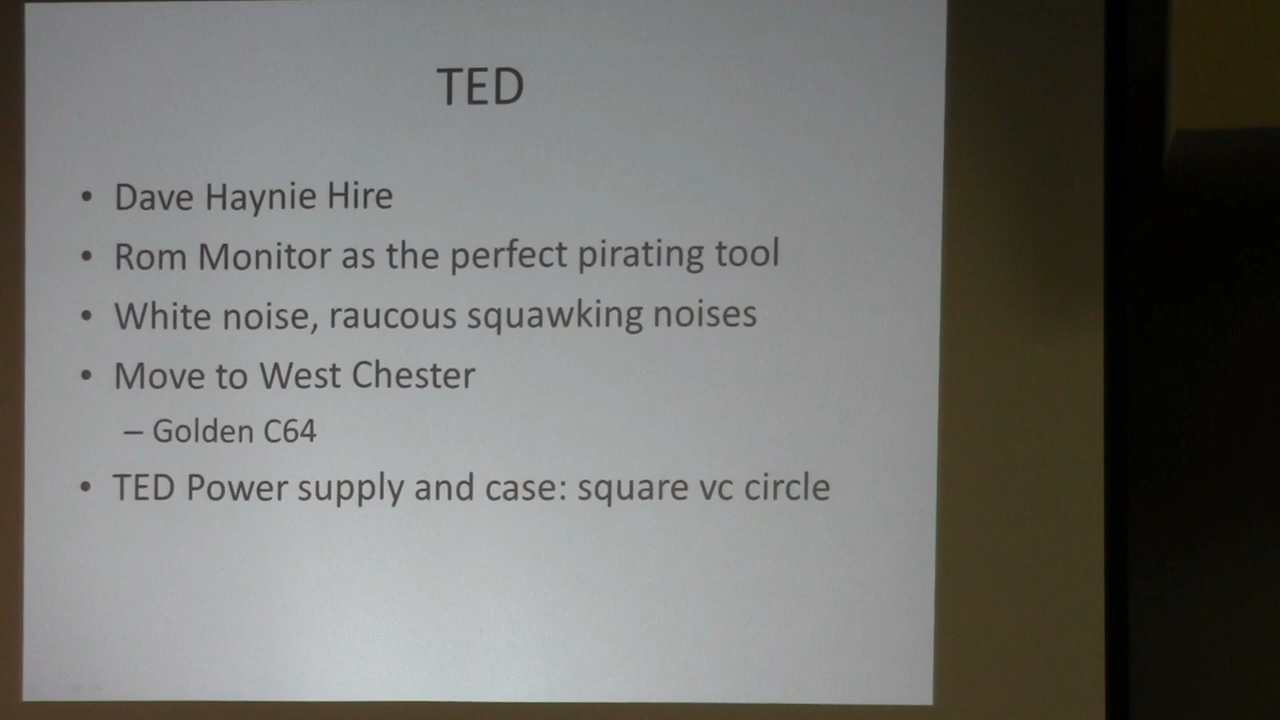 TED
• Dave Haynie Hire
• Rom Monitor as the perfect pirating tool
• White noise, raucous squawking noises
• Move to West Chester
– Golden C64
• TED Power supply and case: square vc circle